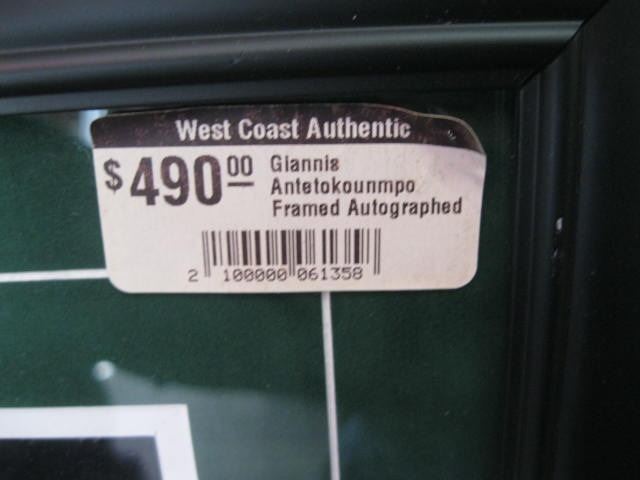 West Coast Authentic
$490.00 Giannis
Antetokounmpo
Framed Autographed
2 100000 061358